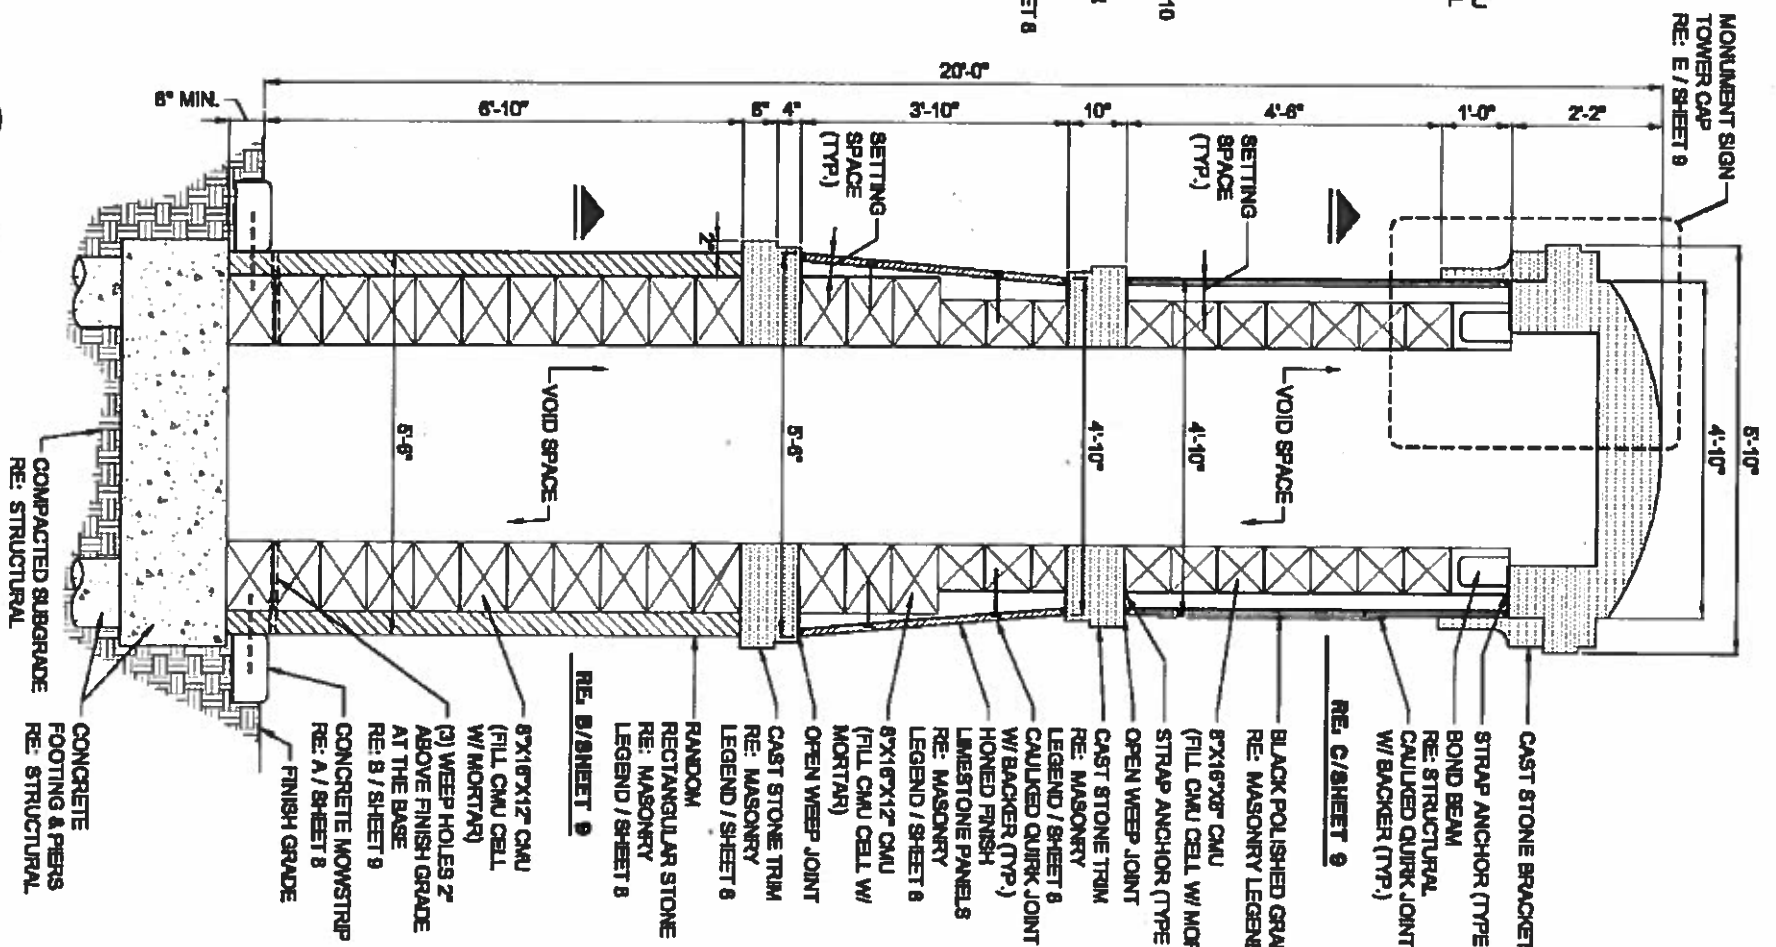 MONUMENT SIGN
TOWER CAP
RE: E / SHEET 9
5'-10"
4'-10"
20'-0"
2'-2"
1'-0"
4'-6"
10"
3'-10"
4"
6"
6'-10"
6" MIN.
SETTING
SPACE
(TYP.)
SETTING
SPACE
(TYP.)
2"
VOID SPACE
VOID SPACE
4'-10"
4'-10"
5'-6"
5'-6"
CAST STONE BRACKET
STRAP ANCHOR (TYPE
BOND BEAM
RE: STRUCTURAL
CAULKED QUIRK JOINT
W/ BACKER (TYP.)
RE: C/SHEET 9
BLACK POLISHED
RE: MASONRY
8"X16"X8" CMU
(FILL CMU CELL W/
STRAP ANCHOR (TYPE
OPEN WEEP JOINT
CAST STONE TRIM
RE: MASONRY
LEGEND / SHEET 8
CAULKED QUIRK JOINT
W/ BACKER (TYP.)
HONED FINISH
LIMESTONE PANELS
RE: MASONRY
LEGEND / SHEET 8
8"X16"X12" CMU
(FILL CMU CELL W/
MORTAR)
OPEN WEEP JOINT
CAST STONE TRIM
RE: MASONRY
LEGEND / SHEET 8
RANDOM
RECTANGULAR STONE
RE: MASONRY
LEGEND / SHEET 8
RE: B/SHEET 9
8"X16"X12" CMU
(FILL CMU CELL
W/ MORTAR)
(3) WEEP HOLES 2"
ABOVE FINISH GRADE
AT THE BASE
RE: B / SHEET 9
CONCRETE MOWSTRIP
RE: A / SHEET 8
FINISH GRADE
CONCRETE
FOOTING & PIERS
RE: STRUCTURAL
COMPACTED SUBGRADE
RE: STRUCTURAL
10